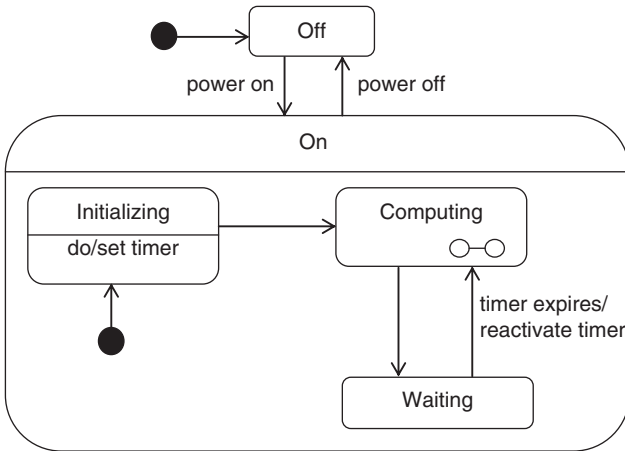 Off
power on
power off
On
Initializing
do/set timer
Computing
timer expires/
reactivate timer
Waiting